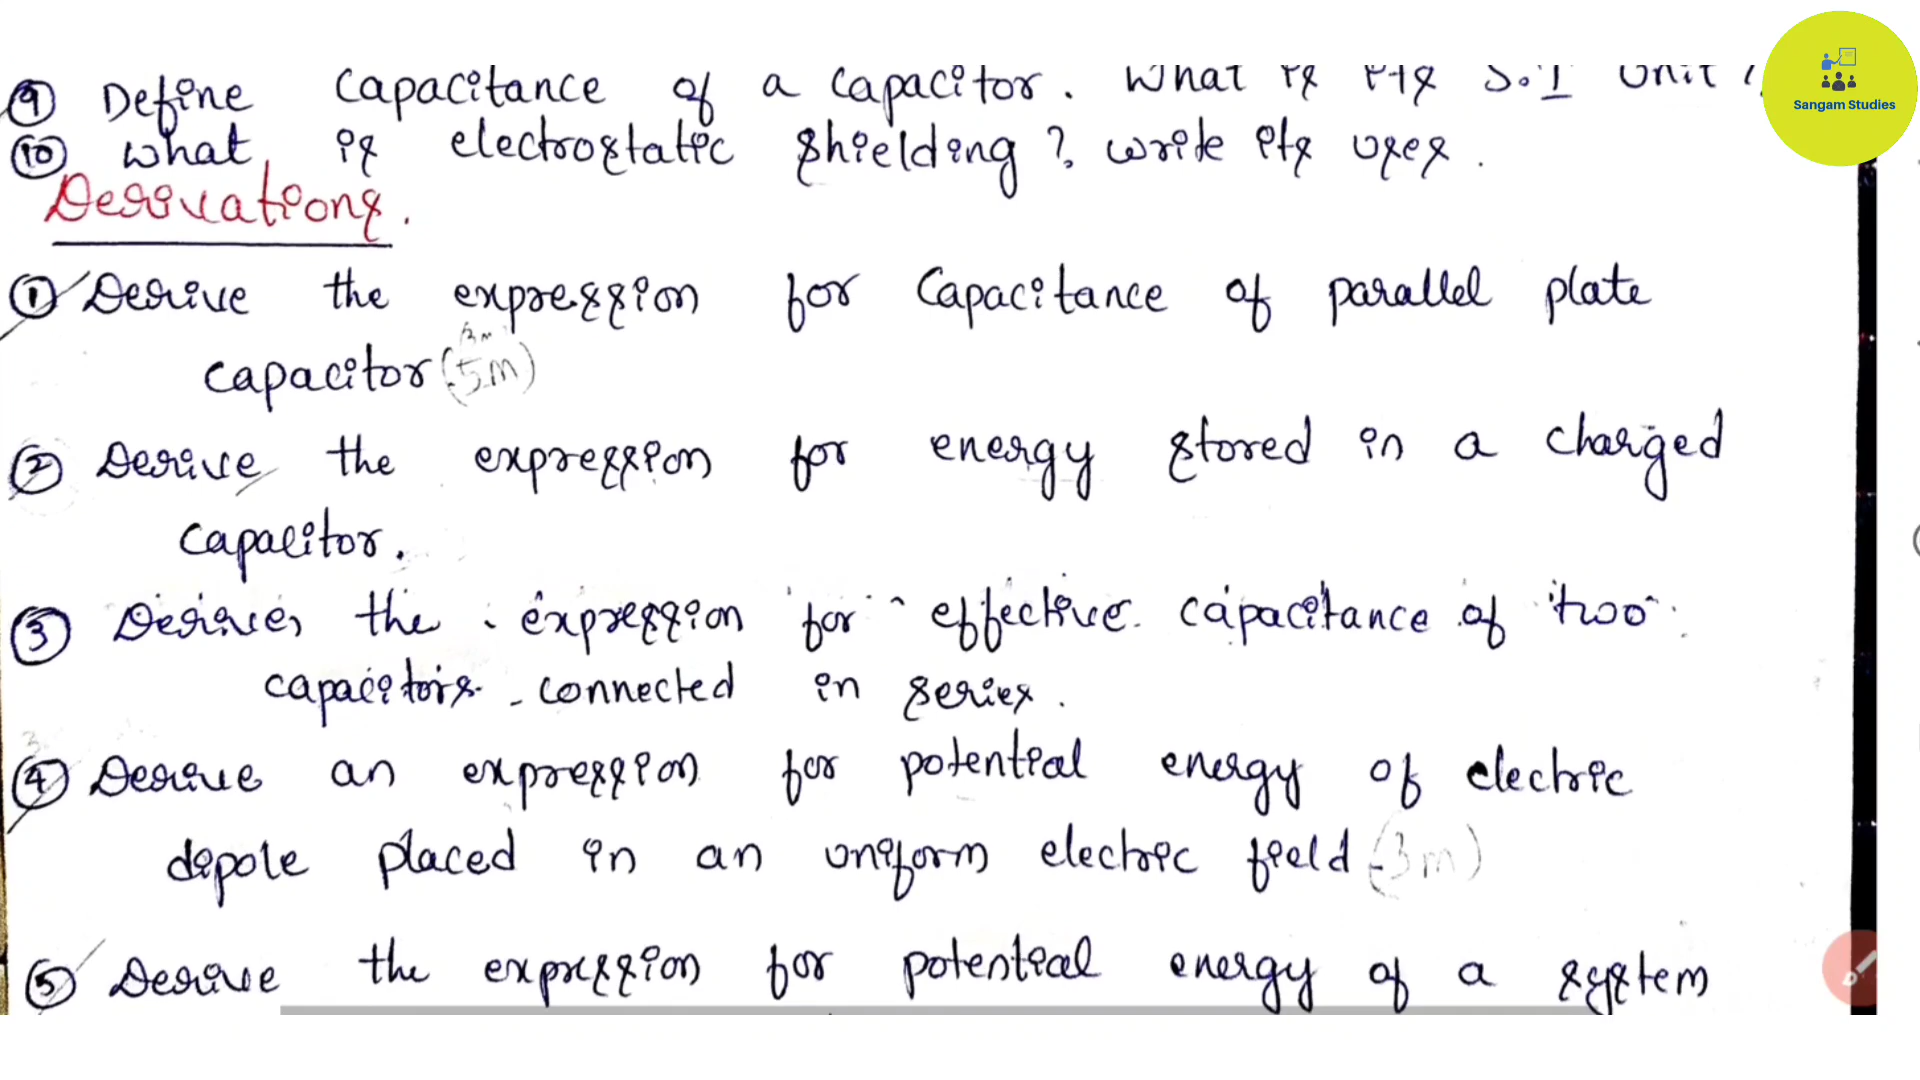 9 Define capacitance of a capacitor. What is its S.I unit ?
Sangam Studies
10 what is electrostatic shielding ? write its uses.
Derivations.
1 Derive the expression for Capacitance of parallel plate
capacitor (5m)
3m
2 Derive the expression for energy stored in a charged
capacitor.
3 Derive, the expression for effective capacitance of two
capacitors connected in series.
3
4 Derive an expression for potential energy of electric
dipole placed in an uniform electric field (3m)
5 Derive the expression for potential energy of a system